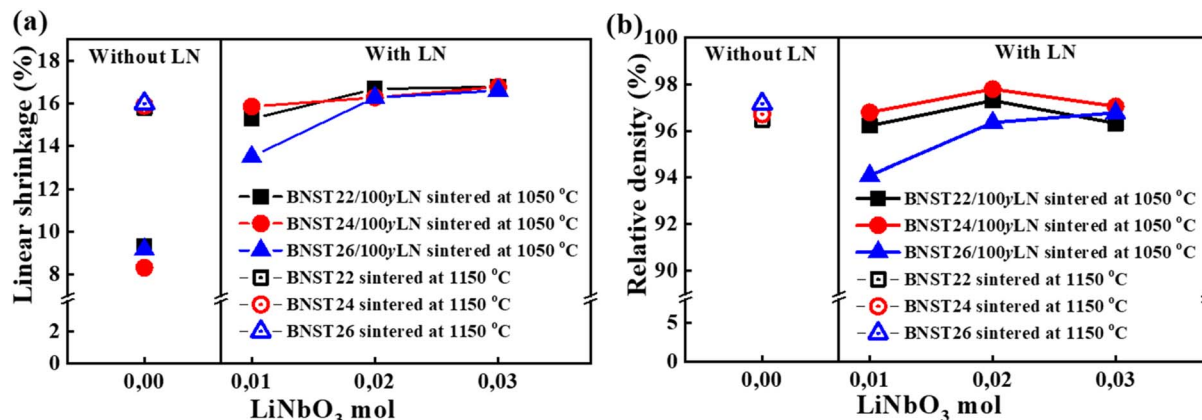 (a)
Without LN
With LN
Linear shrinkage (%)
18
16
14
12
10
8
2
0
BNST22/100yLN sintered at 1050 °C
BNST24/100yLN sintered at 1050 °C
BNST26/100yLN sintered at 1050 °C
BNST22 sintered at 1150 °C
BNST24 sintered at 1150 °C
BNST26 sintered at 1150 °C
0,00 0,01 0,02 0,03
LiNbO3 mol
(b)
Without LN
With LN
Relative density (%)
100
98
96
94
92
90
5
0
BNST22/100yLN sintered at 1050 °C
BNST24/100yLN sintered at 1050 °C
BNST26/100yLN sintered at 1050 °C
BNST22 sintered at 1150 °C
BNST24 sintered at 1150 °C
BNST26 sintered at 1150 °C
0,00 0,01 0,02 0,03
LiNbO3 mol